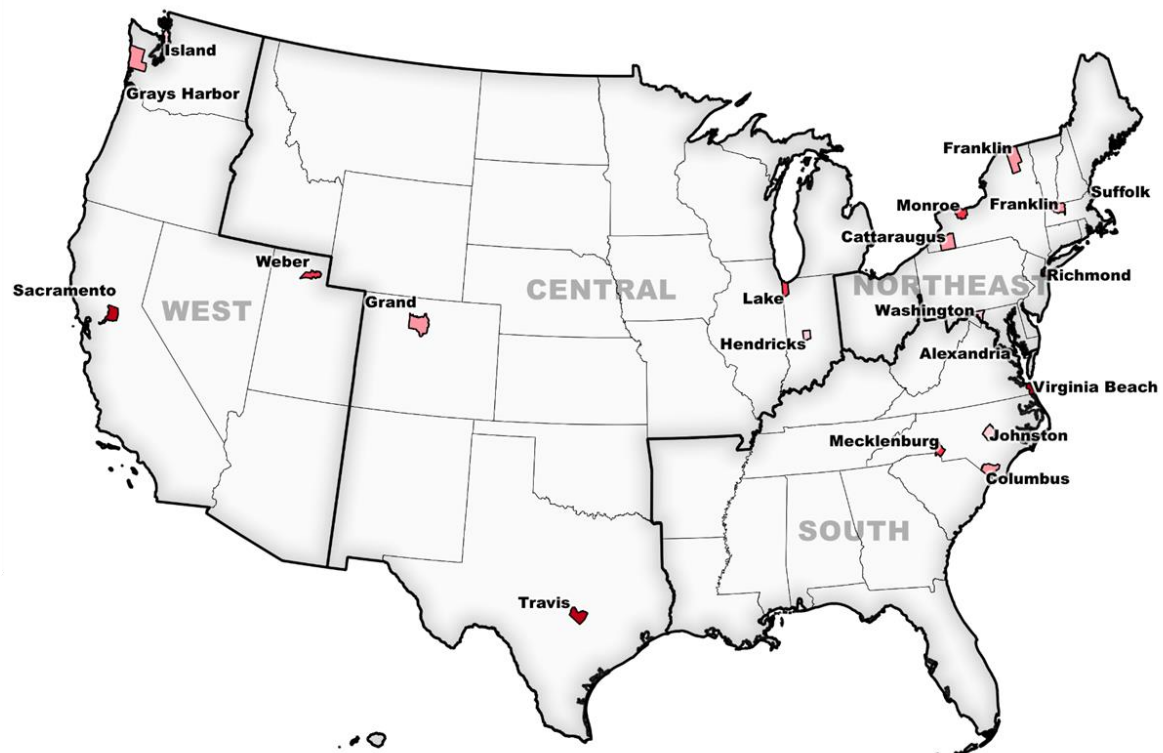 Island
Grays Harbor
Franklin
Suffolk
Monroe
Franklin
Cattaraugus
Weber
Richmond
Sacramento
CENTRAL
NORTHEAST
Grand
Lake
WEST
Washington
Hendricks
Alexandria
Virginia Beach
Mecklenburg
Johnston
Columbus
SOUTH
Travis